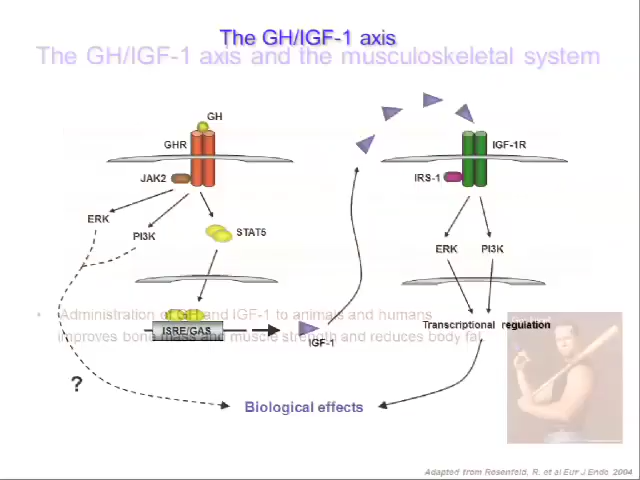 The GH/IGF-1 axis
The GH/IGF-1 axis and the musculoskeletal system
GH
GHR
IGF-1R
JAK2
IRS-1
ERK
PI3K
STAT5
ERK
PI3K
• Administration of GH and IGF-1 to animals and humans
improves bone mass and muscle strength and reduces body fat
ISRE/GAS
IGF-1
Transcriptional regulation
?
Biological effects
Adapted from Rosenfeld, R. et al Eur J Endo, 2004